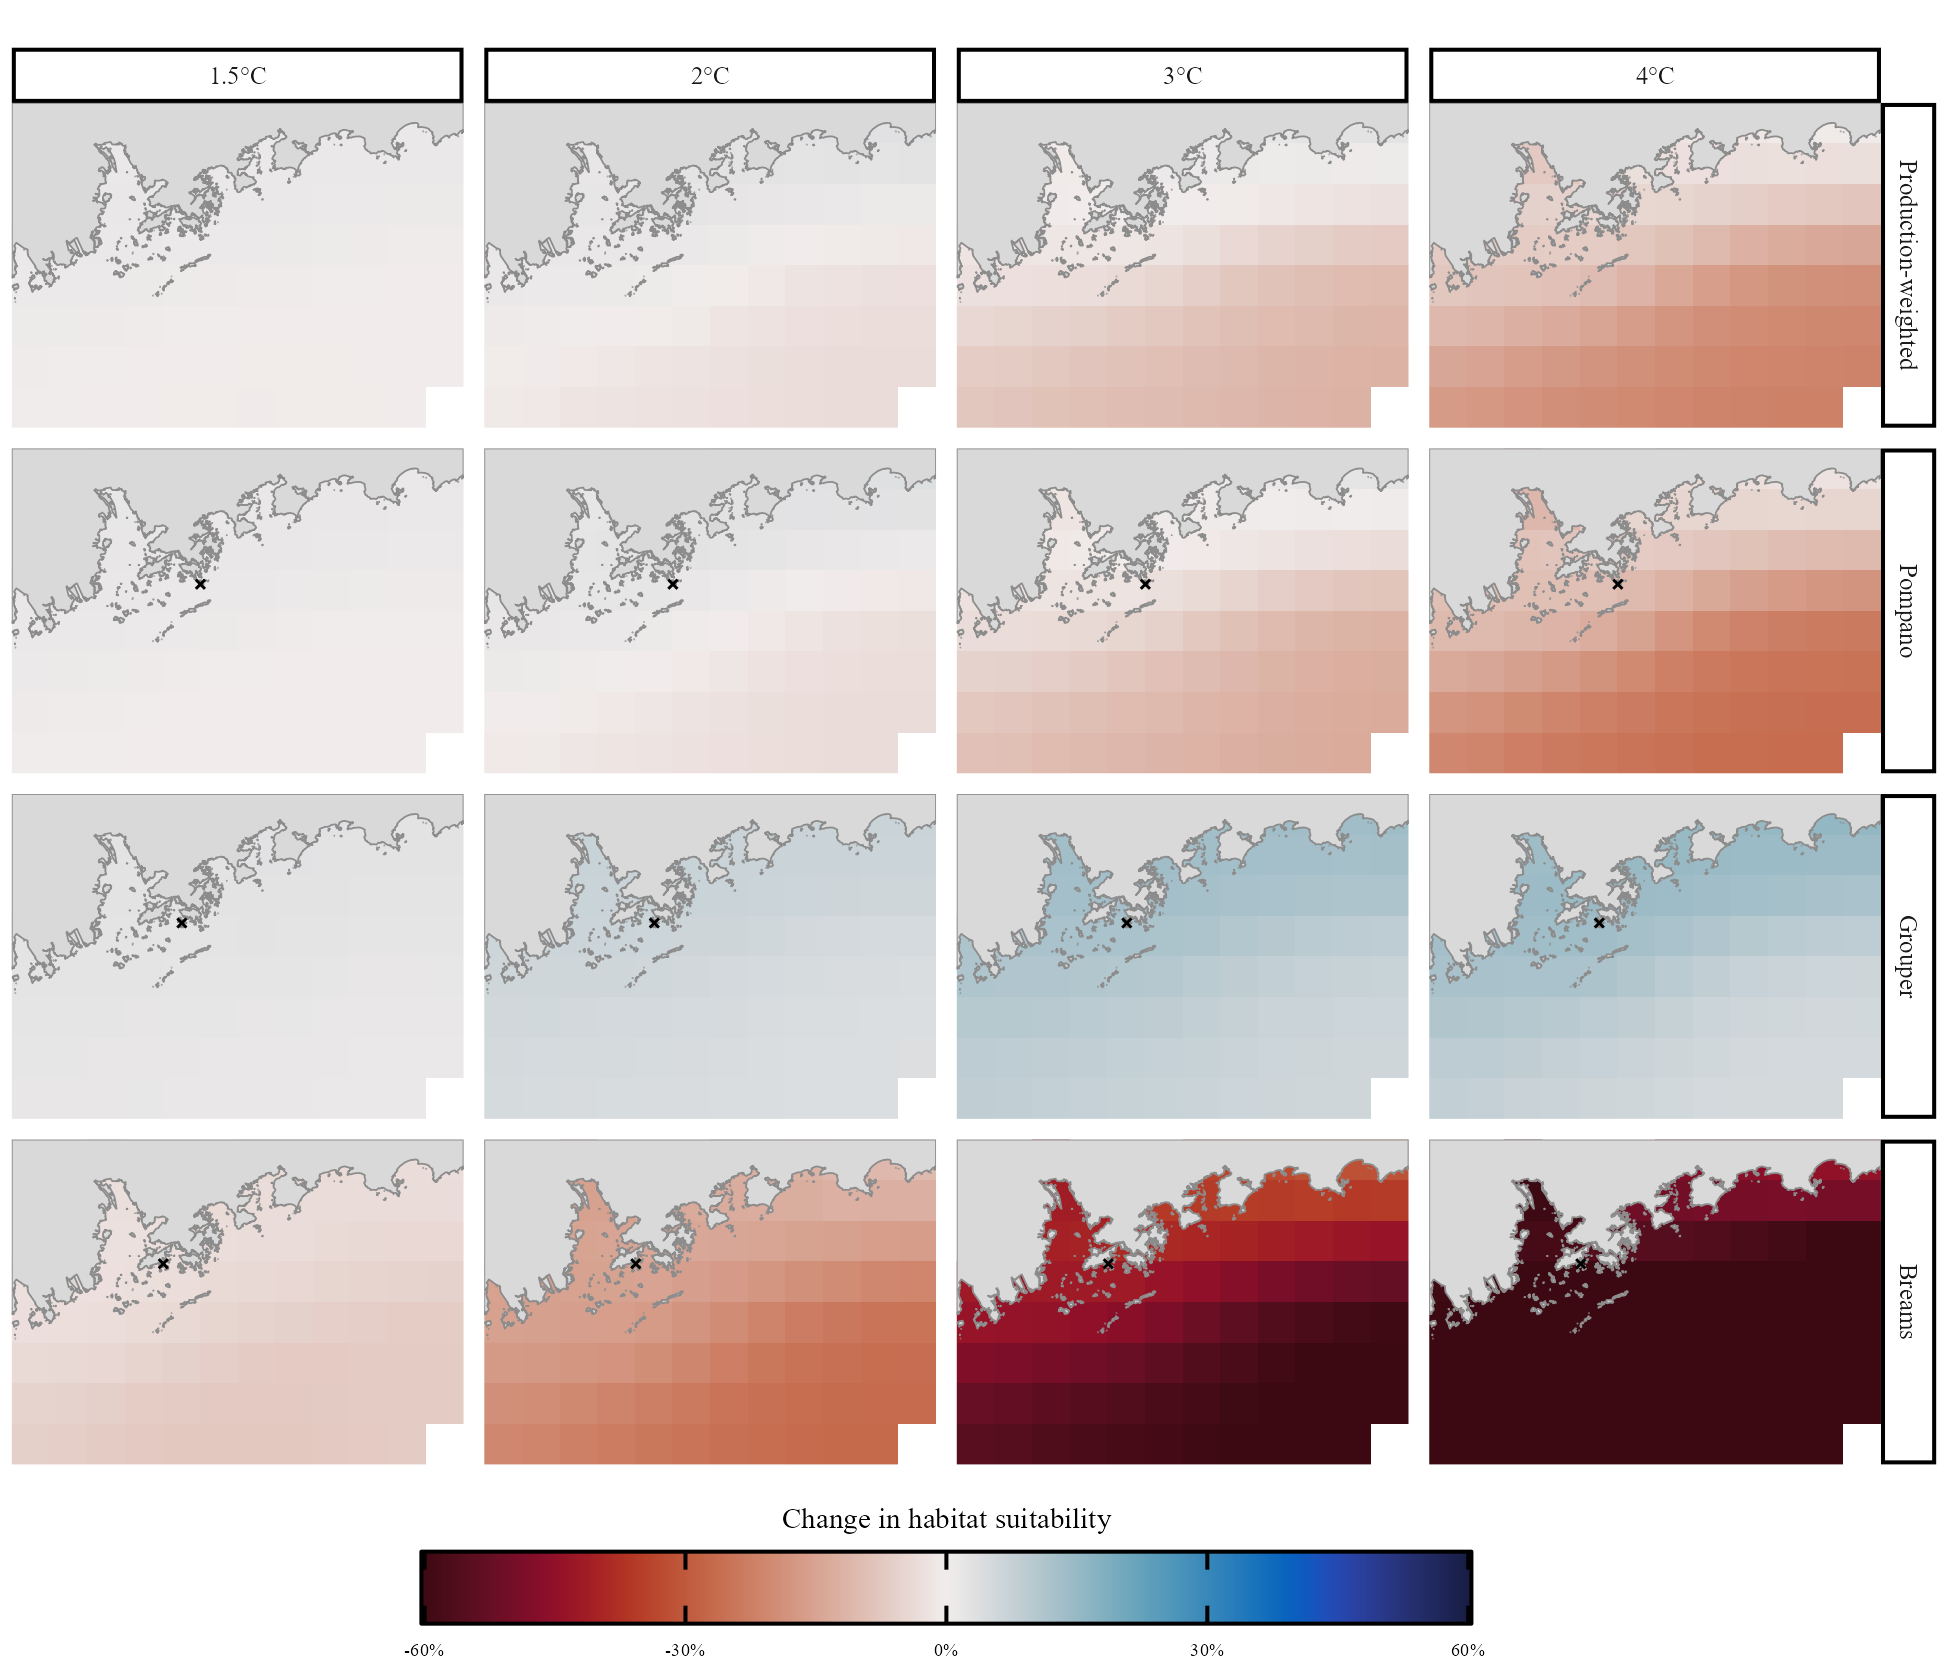 1.5°C
2°C
3°C
4°C
Production-weighted
Pompano
Grouper
Breams
Change in habitat suitability
-60%
-30%
0%
30%
60%